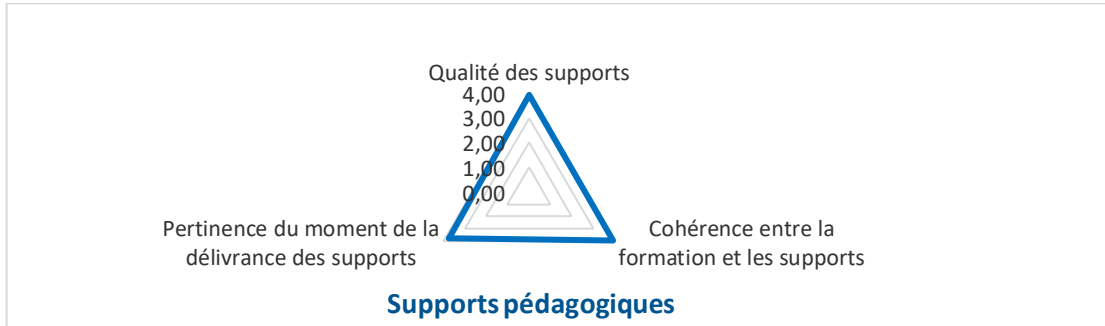 Qualité des supports
4,00
3,00
2,00
1,00
0,00
Pertinence du moment de la
délivrance des supports
Cohérence entre la
formation et les supports
Supports pédagogiques